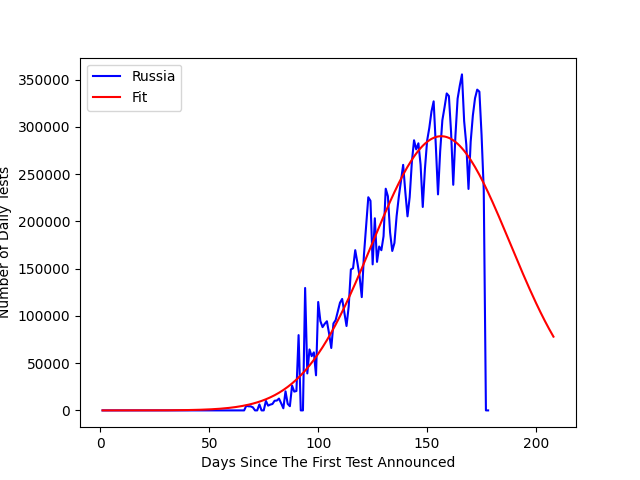 Russia
Fit
350000
300000
250000
200000
150000
100000
50000
0
Number of Daily Tests
0 50 100 150 200
Days Since The First Test Announced